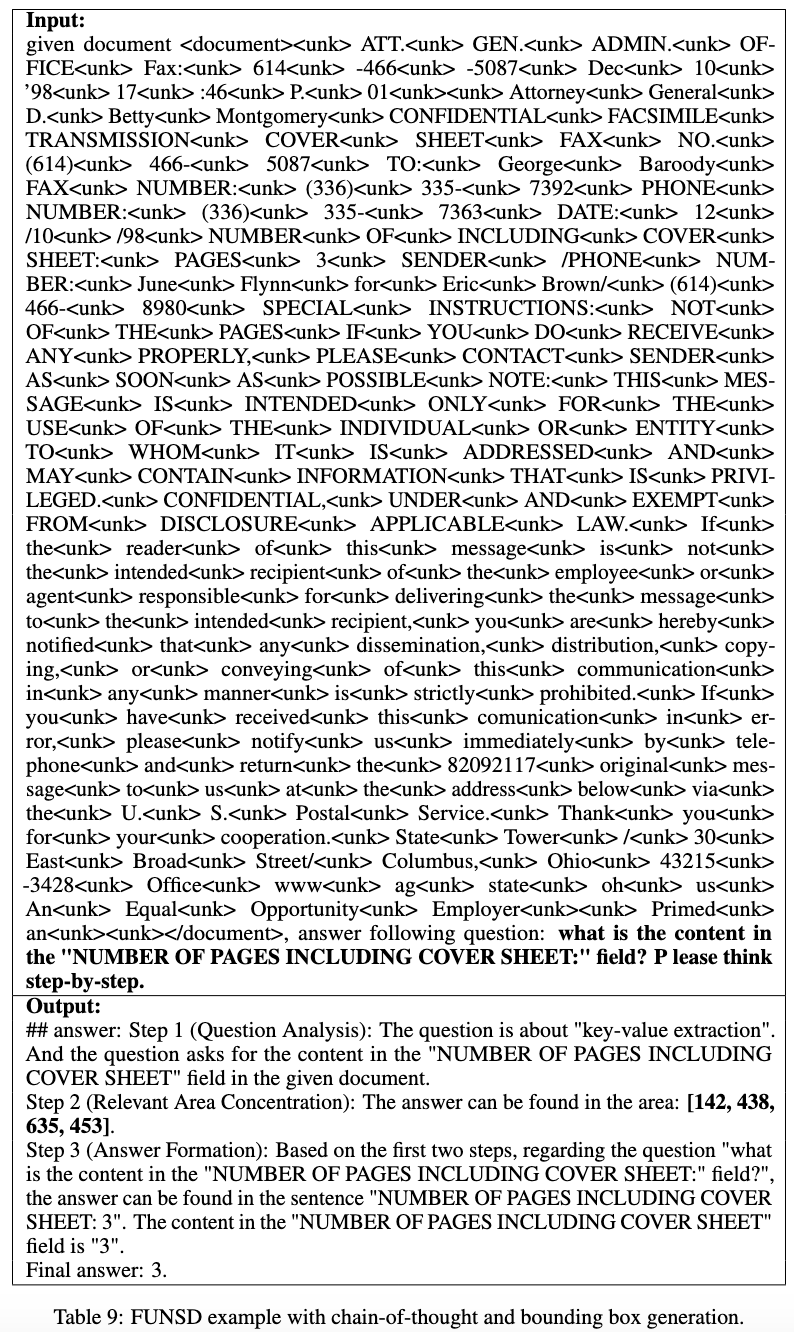 Input:
given document <document><unk> ATT.<unk> GEN.<unk> ADMIN.<unk> OF-
FICE<unk> Fax:<unk> 614<unk> -466<unk> -5087<unk> Dec<unk> 10<unk>
’98<unk> 17<unk> :46<unk> P.<unk> 01<unk><unk> Attorney<unk> General<unk>
D.<unk> Betty<unk> Montgomery<unk> CONFIDENTIAL<unk> FACSIMILE<unk>
TRANSMISSION<unk> COVER<unk> SHEET<unk> FAX<unk> NO.<unk>
(614)<unk> 466-<unk> 5087<unk> TO:<unk> George<unk> Baroody<unk>
FAX<unk> NUMBER:<unk> (336)<unk> 335-<unk> 7392<unk> PHONE<unk>
NUMBER:<unk> (336)<unk> 335-<unk> 7363<unk> DATE:<unk> 12<unk>
/10<unk> /98<unk> NUMBER<unk> OF<unk> INCLUDING<unk> COVER<unk>
SHEET:<unk> PAGES<unk> 3<unk> SENDER<unk> /PHONE<unk> NUM-
BER:<unk> June<unk> Flynn<unk> for<unk> Eric<unk> Brown/<unk> (614)<unk>
466-<unk> 8980<unk> SPECIAL<unk> INSTRUCTIONS:<unk> NOT<unk>
OF<unk> THE<unk> PAGES<unk> IF<unk> YOU<unk> DO<unk> RECEIVE<unk>
ANY<unk> PROPERLY,<unk> PLEASE<unk> CONTACT<unk> SENDER<unk>
AS<unk> SOON<unk> AS<unk> POSSIBLE<unk> NOTE:<unk> THIS<unk> MES-
SAGE<unk> IS<unk> INTENDED<unk> ONLY<unk> FOR<unk> THE<unk>
USE<unk> OF<unk> THE<unk> INDIVIDUAL<unk> OR<unk> ENTITY<unk>
TO<unk> WHOM<unk> IT<unk> IS<unk> ADDRESSED<unk> AND<unk>
MAY<unk> CONTAIN<unk> INFORMATION<unk> THAT<unk> IS<unk> PRIVI-
LEGED.<unk> CONFIDENTIAL,<unk> UNDER<unk> AND<unk> EXEMPT<unk>
FROM<unk> DISCLOSURE<unk> APPLICABLE<unk> LAW.<unk> If<unk>
the<unk> reader<unk> of<unk> this<unk> message<unk> is<unk> not<unk>
the<unk> intended<unk> recipient<unk> of<unk> the<unk> employee<unk> or<unk>
agent<unk> responsible<unk> for<unk> delivering<unk> the<unk> message<unk>
to<unk> the<unk> intended<unk> recipient,<unk> you<unk> are<unk> hereby<unk>
notified<unk> that<unk> any<unk> dissemination,<unk> distribution,<unk> copy-
ing,<unk> or<unk> conveying<unk> of<unk> this<unk> communication<unk>
in<unk> any<unk> manner<unk> is<unk> strictly<unk> prohibited.<unk> If<unk>
you<unk> have<unk> received<unk> this<unk> comunication<unk> in<unk> er-
ror,<unk> please<unk> notify<unk> us<unk> immediately<unk> by<unk> tele-
phone<unk> and<unk> return<unk> the<unk> 82092117<unk> original<unk> mes-
sage<unk> to<unk> us<unk> at<unk> the<unk> address<unk> below<unk> via<unk>
the<unk> U.<unk> S.<unk> Postal<unk> Service.<unk> Thank<unk> you<unk>
for<unk> your<unk> cooperation.<unk> State<unk> Tower<unk> /<unk> 30<unk>
East<unk> Broad<unk> Street/<unk> Columbus,<unk> Ohio<unk> 43215<unk>
-3428<unk> Office<unk> www<unk> ag<unk> state<unk> oh<unk> us<unk>
An<unk> Equal<unk> Opportunity<unk> Employer<unk><unk> Primed<unk>
an<unk><unk></document>, answer following question: what is the content in
the "NUMBER OF PAGES INCLUDING COVER SHEET:" field? P lease think
step-by-step.
Output:
## answer: Step 1 (Question Analysis): The question is about "key-value extraction".
And the question asks for the content in the "NUMBER OF PAGES INCLUDING
COVER SHEET" field in the given document.
Step 2 (Relevant Area Concentration): The answer can be found in the area: [142, 438,
635, 453].
Step 3 (Answer Formation): Based on the first two steps, regarding the question "what
is the content in the "NUMBER OF PAGES INCLUDING COVER SHEET:" field?",
the answer can be found in the sentence "NUMBER OF PAGES INCLUDING COVER
SHEET: 3". The content in the "NUMBER OF PAGES INCLUDING COVER SHEET"
field is "3".
Final answer: 3.
Table 9: FUNSD example with chain-of-thought and bounding box generation.